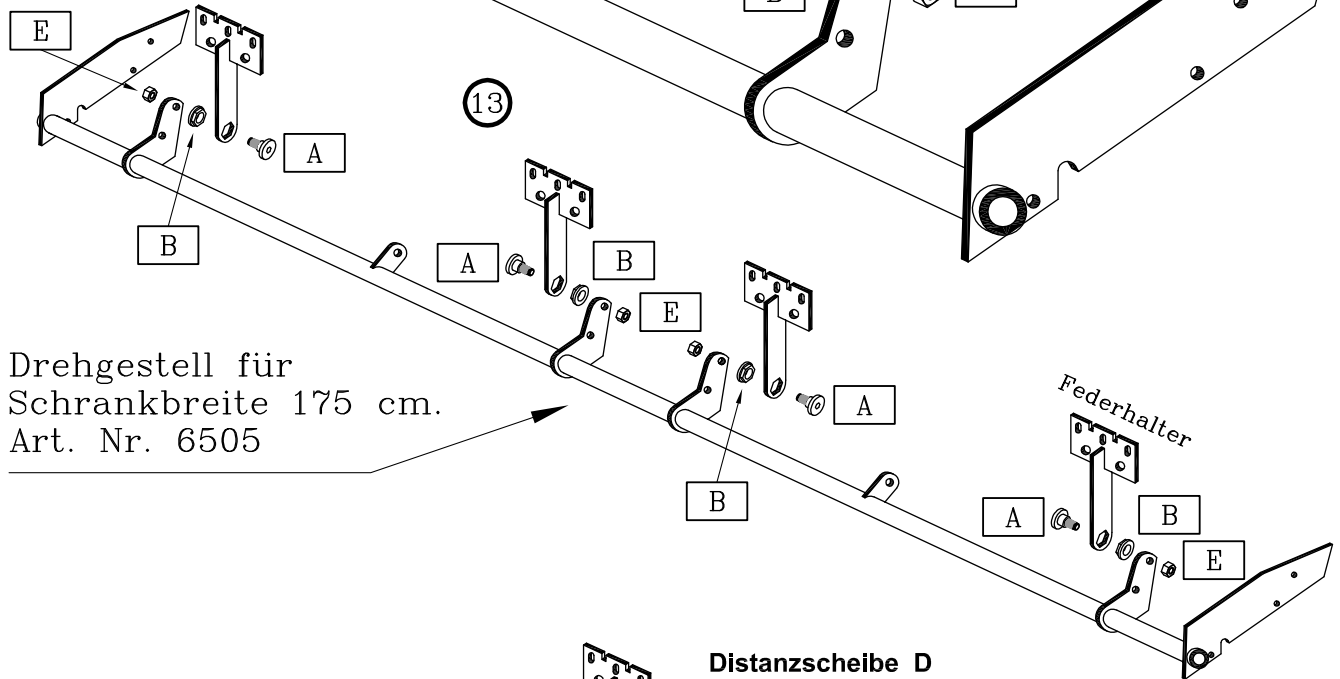 E
A
B
13
A
B
E
A
B
Drehgestell für
Schrankbreite 175 cm.
Art. Nr. 6505
Federhalter
A
B
E
Distanzscheibe D